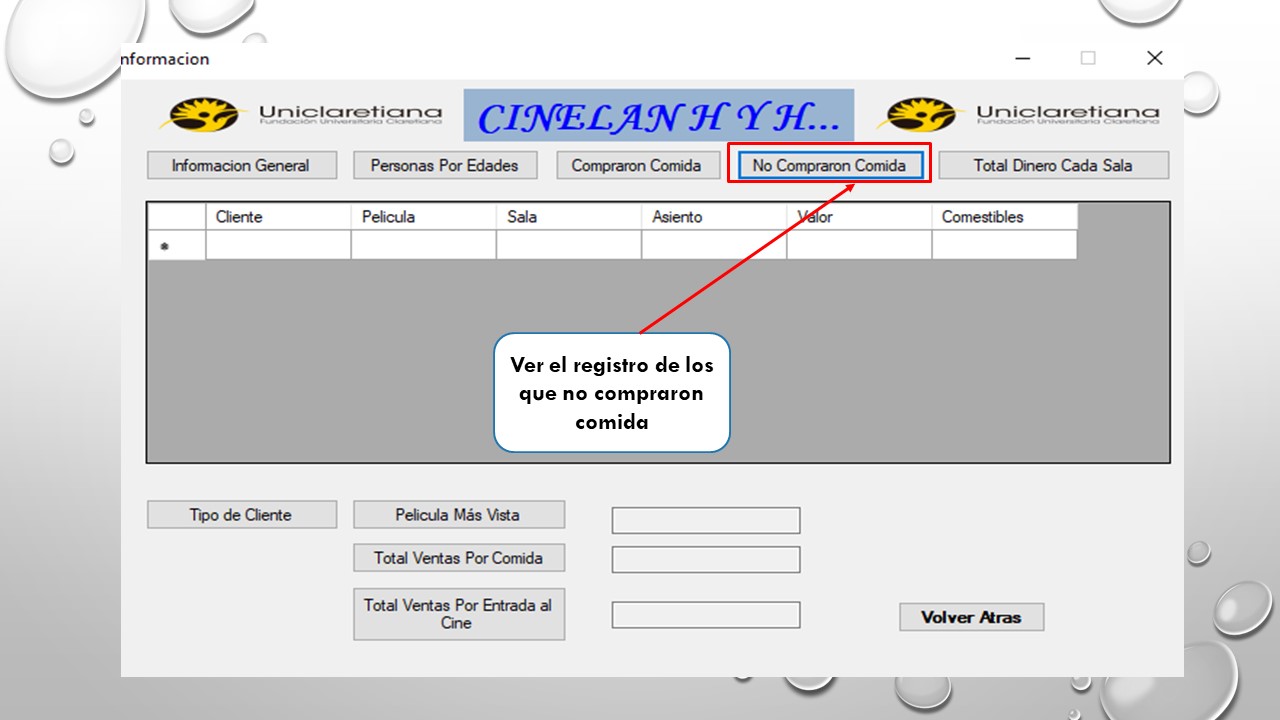 nformacion
Uniclaretiana
Fundación Universitaria Claretiana
CINELAN H Y H...
Uniclaretiana
Fundación Universitaria Claretiana
Informacion General
Personas Por Edades
Compraron Comida
No Compraron Comida
Total Dinero Cada Sala
Cliente
Pelicula
Sala
Asiento
Valor
Comestibles
*
Ver el registro de los
que no compraron
comida
Tipo de Cliente
Pelicula Más Vista
Total Ventas Por Comida
Total Ventas Por Entrada al
Cine
Volver Atras